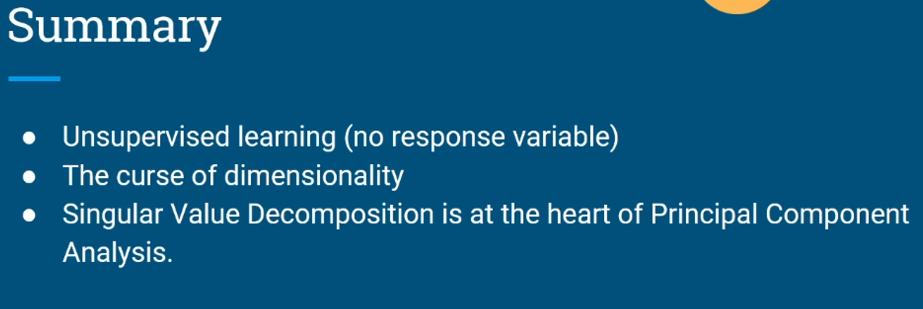 Summary
● Unsupervised learning (no response variable)
● The curse of dimensionality
● Singular Value Decomposition is at the heart of Principal Component
Analysis.